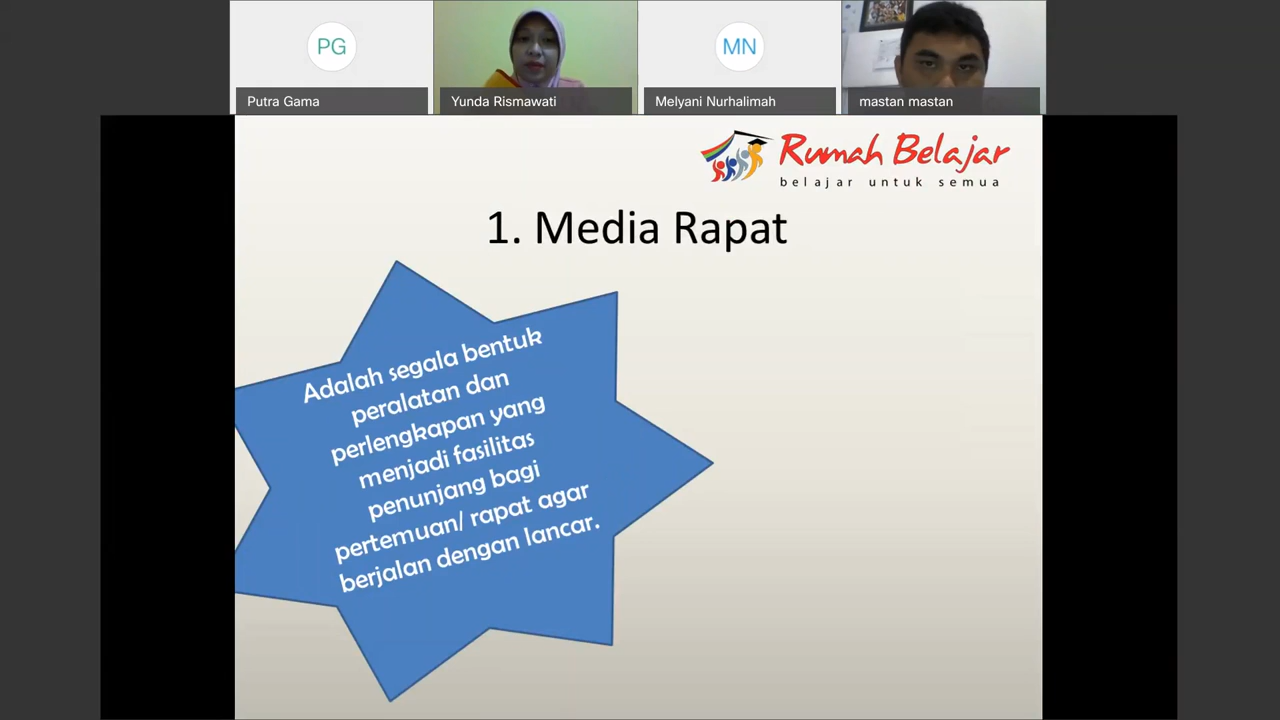 PG
MN
Putra Gama
Yunda Rismawati
Melyani Nurhalimah
mastan mastan
Rumah Belajar
belajar untuk semua
1. Media Rapat
Adalah segala bentuk
peralatan dan
perlengkapan yang
menjadi fasilitas
penunjang bagi
pertemuan/ rapat agar
berjalan dengan lancar.